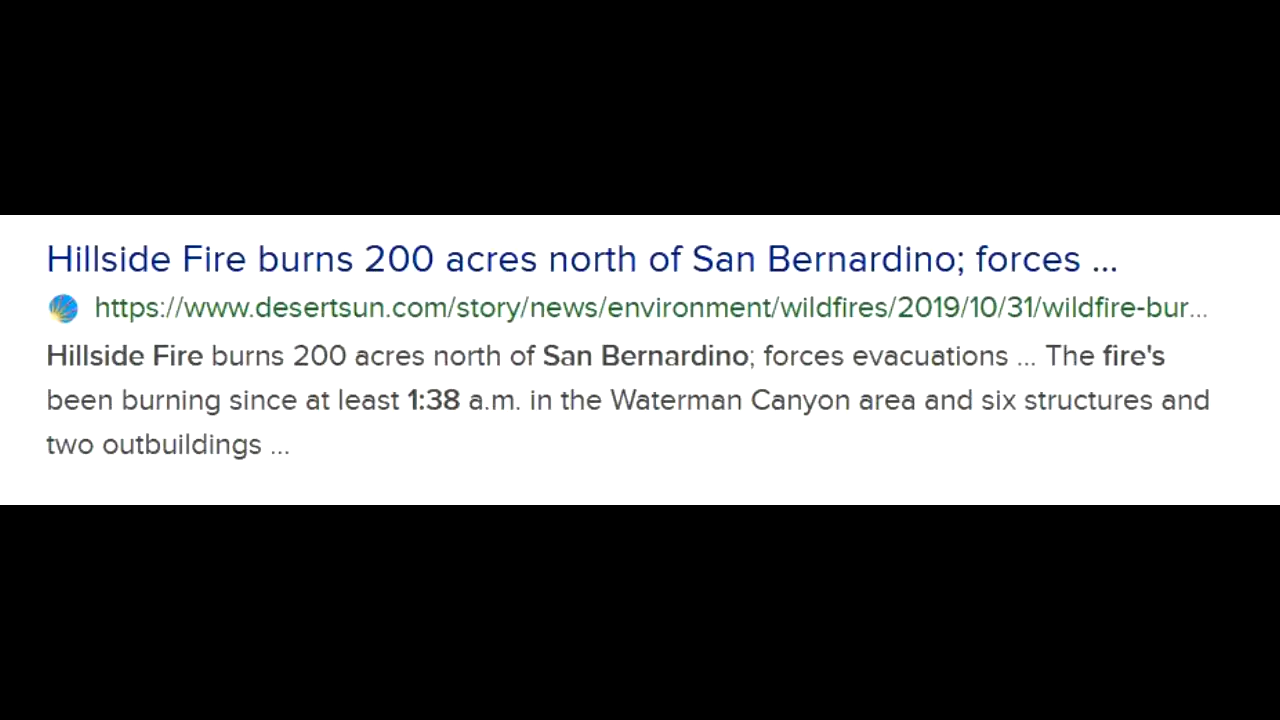 Hillside Fire burns 200 acres north of San Bernardino; forces ...
https://www.desertsun.com/story/news/environment/wildfires/2019/10/31/wildfire-bur...
Hillside Fire burns 200 acres north of San Bernardino; forces evacuations ... The fire's
been burning since at least 1:38 a.m. in the Waterman Canyon area and six structures and
two outbuildings ...